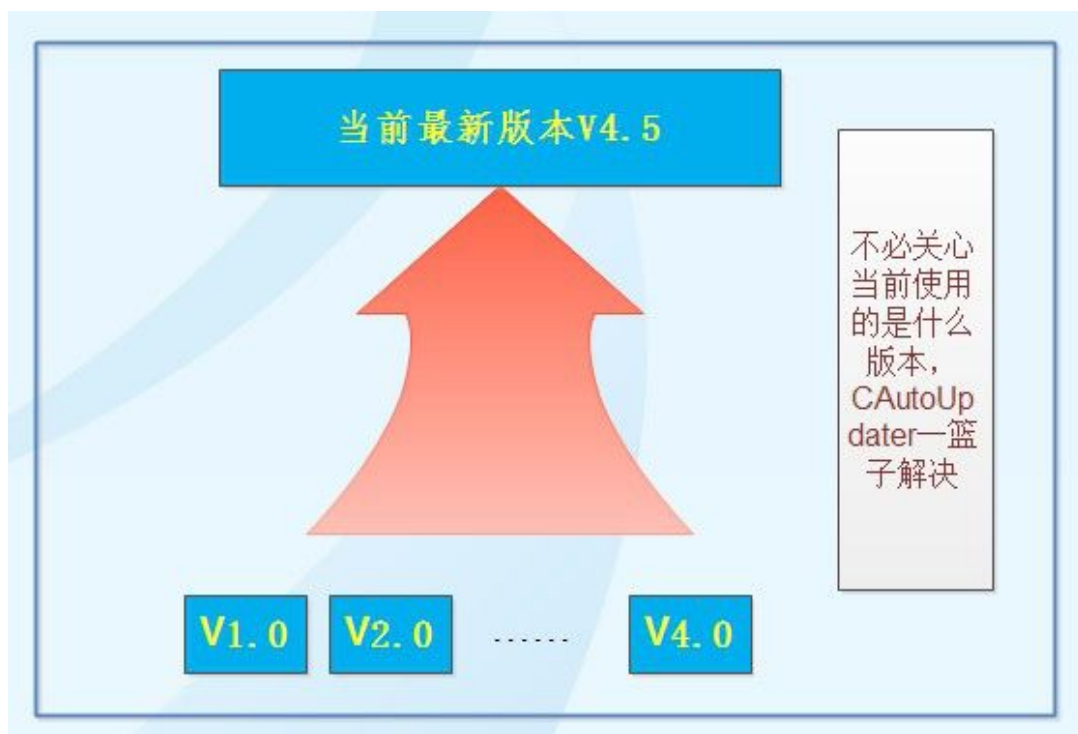 当前最新版本V4.5
不必关心
当前使用
的是什么
版本，
CAutoUp
dater一篮
子解决
V1.0 V2.0 ...... V4.0